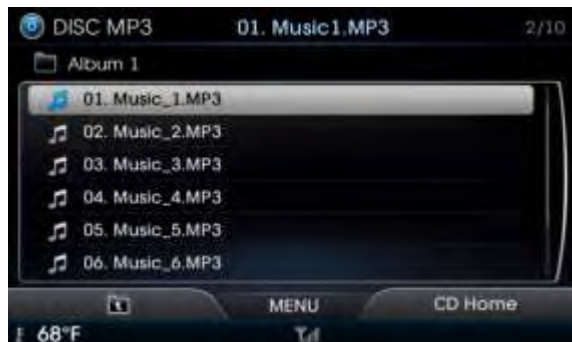 DISC MP3 01. Music1.MP3 2/10
Album 1
01. Music_1.MP3
02. Music_2.MP3
03. Music_3.MP3
04. Music_4.MP3
05. Music_5.MP3
06. Music_6.MP3
MENU CD Home
68°F